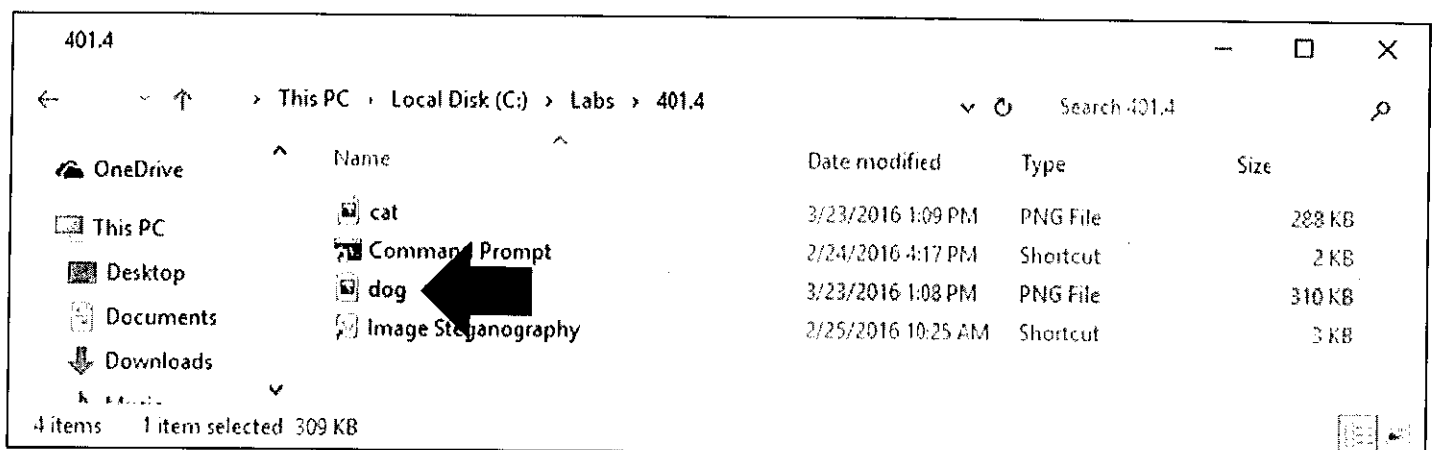 401.4
This PC › Local Disk (C:) › Labs › 401.4
Search 401.4
OneDrive
This PC
Desktop
Documents
Downloads
Name Date modified Type Size
cat 3/23/2016 1:09 PM PNG File 288 KB
Command Prompt 2/24/2016 4:17 PM Shortcut 2 KB
dog 3/23/2016 1:08 PM PNG File 310 KB
Image Steganography 2/25/2016 10:25 AM Shortcut 3 KB
4 items 1 item selected 309 KB